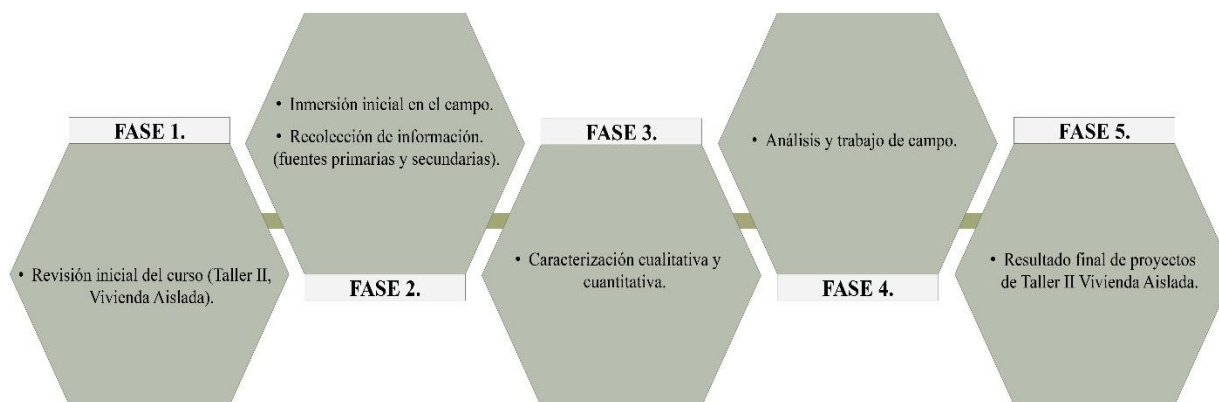 FASE 1.
• Revisión inicial del curso (Taller II,
Vivienda Aislada).
• Inmersión inicial en el campo.
• Recolección de información.
(fuentes primarias y secundarias).
FASE 2.
FASE 3.
• Caracterización cualitativa y
cuantitativa.
• Análisis y trabajo de campo.
FASE 4.
FASE 5.
• Resultado final de proyectos
de Taller II Vivienda Aislada.